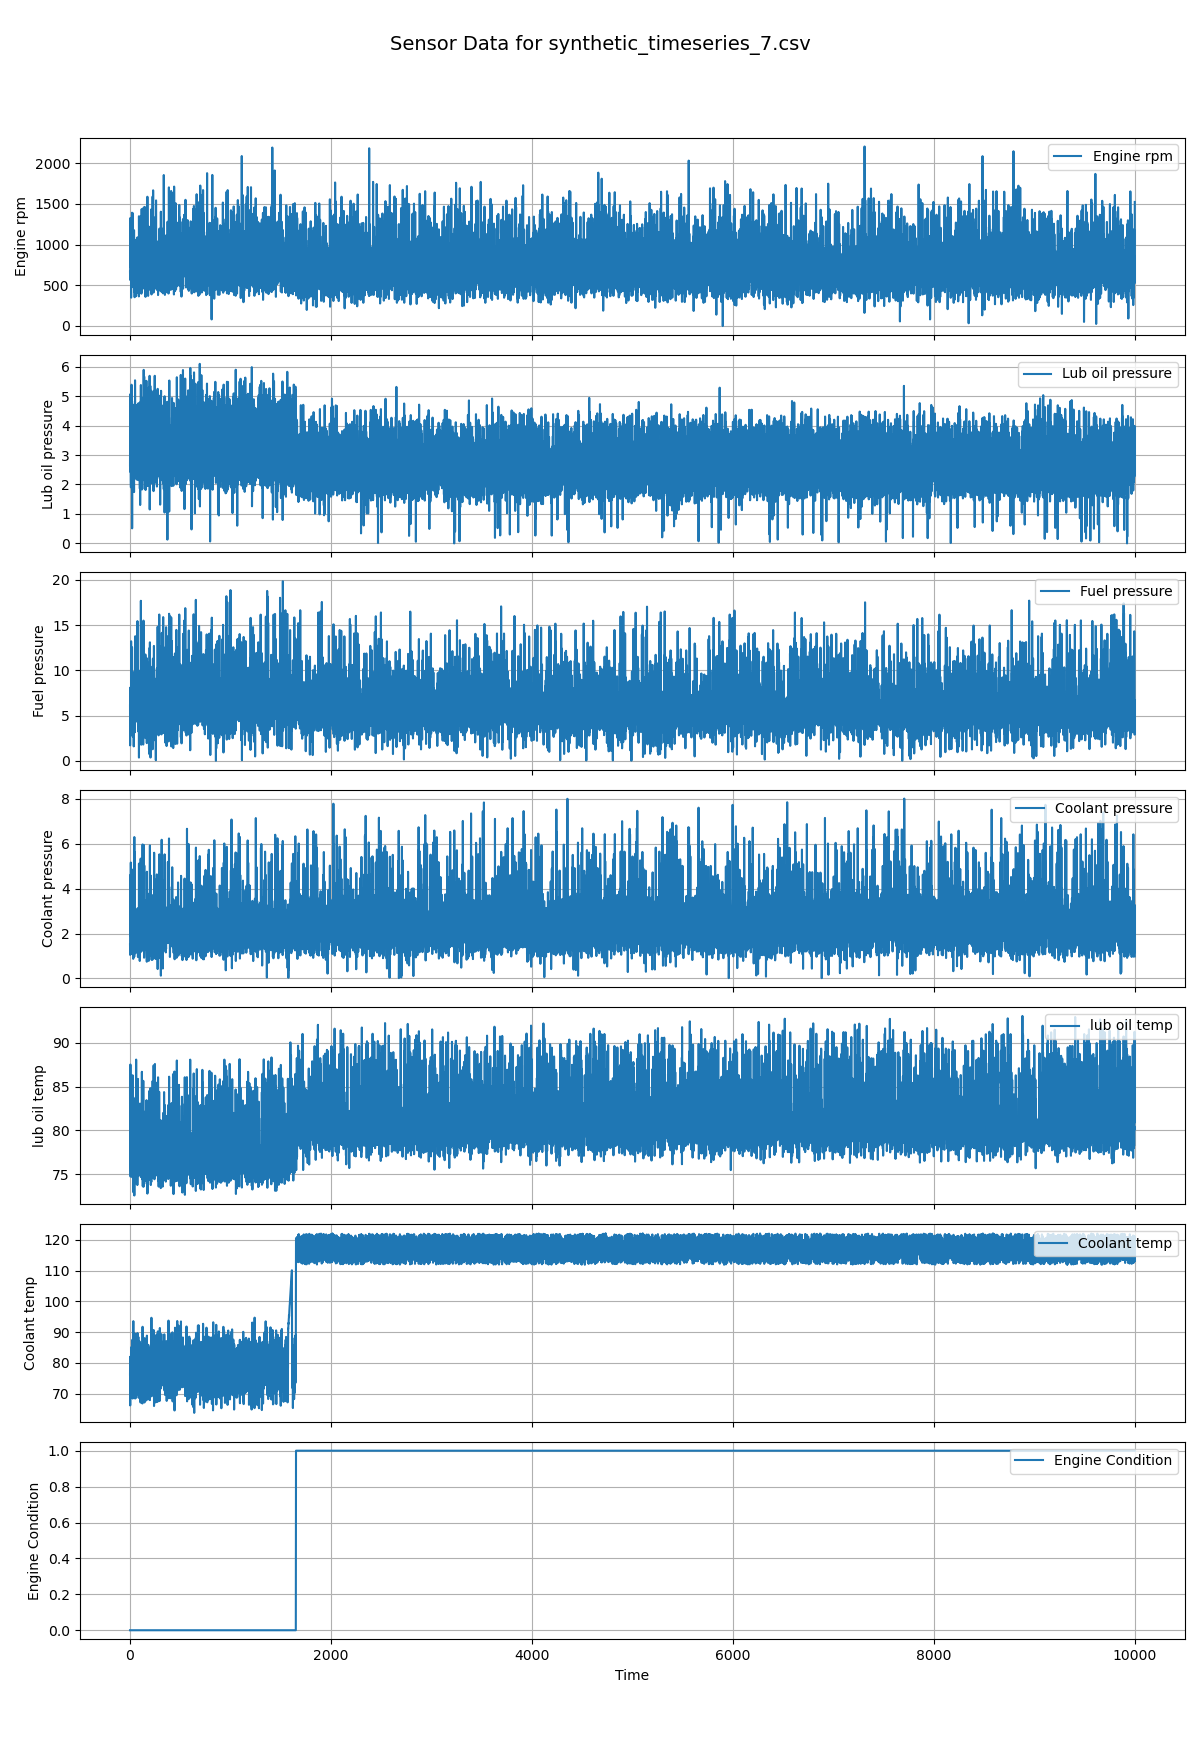 Sensor Data for synthetic_timeseries_7.csv
2000
1500
1000
500
0
Engine rpm
Engine rpm
6
5
4
3
2
1
0
Lub oil pressure
Lub oil pressure
20
15
10
5
0
Fuel pressure
Fuel pressure
8
6
4
2
0
Coolant pressure
Coolant pressure
90
85
80
75
lub oil temp
lub oil temp
120
110
100
90
80
70
Coolant temp
Coolant temp
1.0
0.8
0.6
0.4
0.2
0.0
Engine Condition
Engine Condition
0 2000 4000 6000 8000 10000
Time